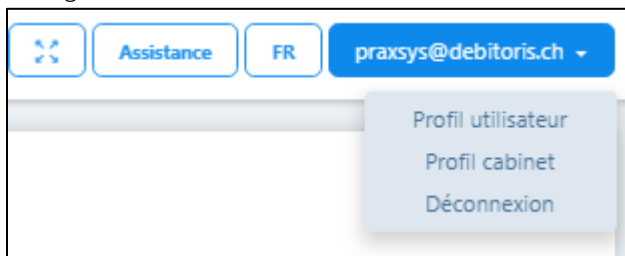 Assistance FR praxsys@debitoris.ch
Profil utilisateur
Profil cabinet
Déconnexion